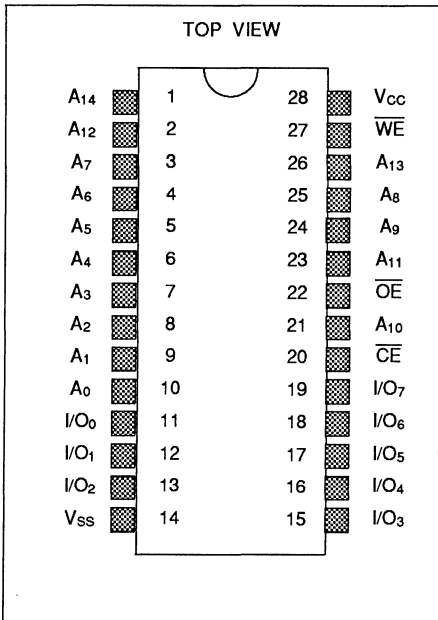 TOP VIEW
A14 1 28 VCC
A12 2 27 WE
A7 3 26 A13
A6 4 25 A8
A5 5 24 A9
A4 6 23 A11
A3 7 22 OE
A2 8 21 A10
A1 9 20 CE
A0 10 19 I/O7
I/O0 11 18 I/O6
I/O1 12 17 I/O5
I/O2 13 16 I/O4
VSS 14 15 I/O3